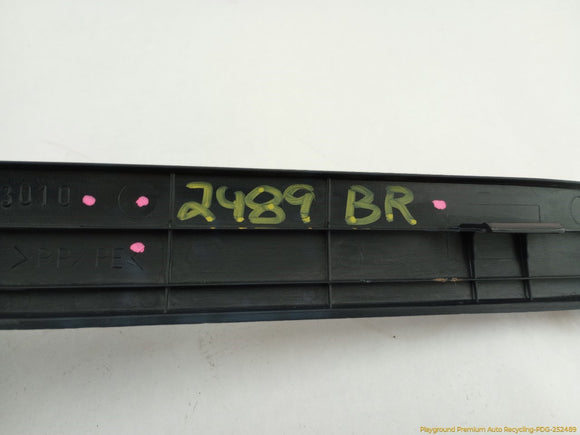 3010
2489 BR
>PP/PE<
Playground Premium Auto Recycling-PDG-252489